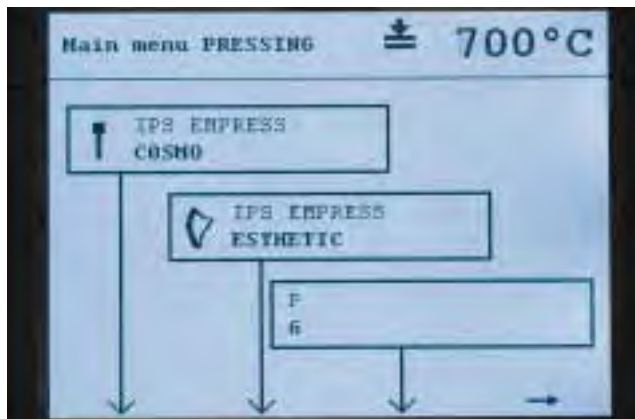 Main menu PRESSING 700°C
IPS EMPRESS
COSMO
IPS EMPRESS
ESTHETIC
P
6